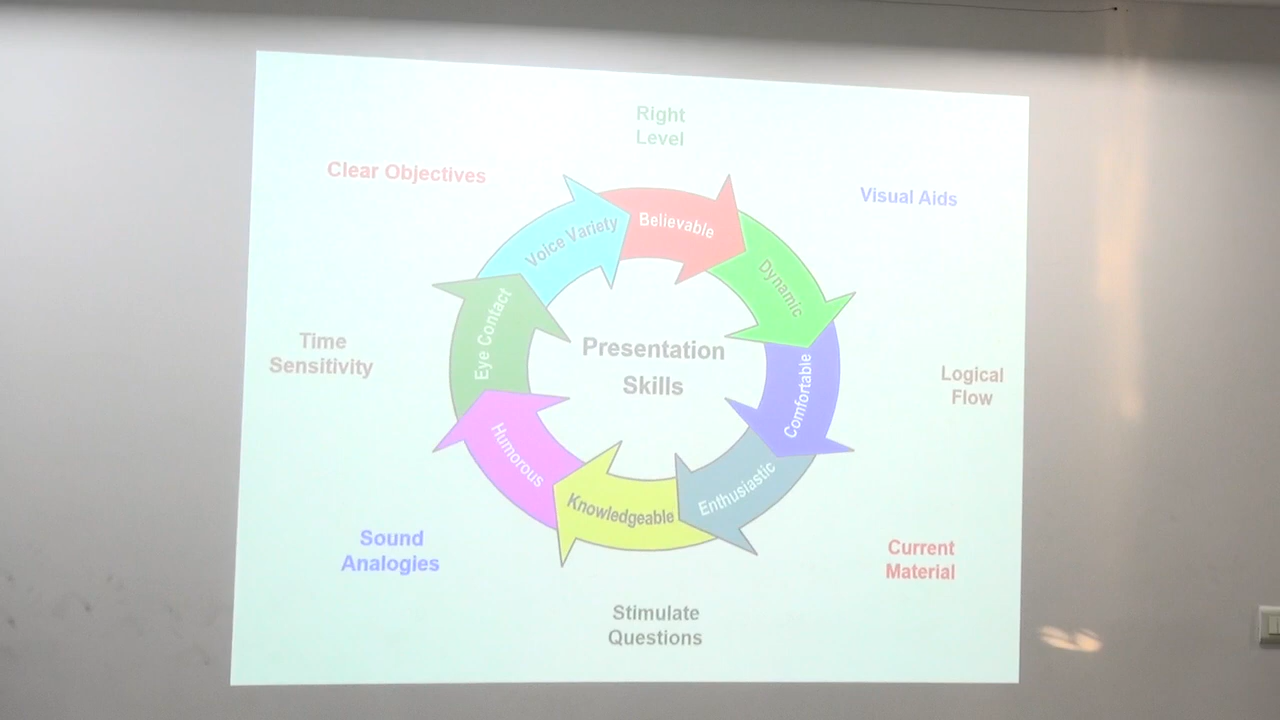 Right
Level
Clear Objectives
Visual Aids
Voice Variety
Believable
Dynamic
Eye Contact
Presentation
Skills
Comfortable
Time
Sensitivity
Logical
Flow
Humorous
Knowledgeable
Enthusiastic
Sound
Analogies
Current
Material
Stimulate
Questions